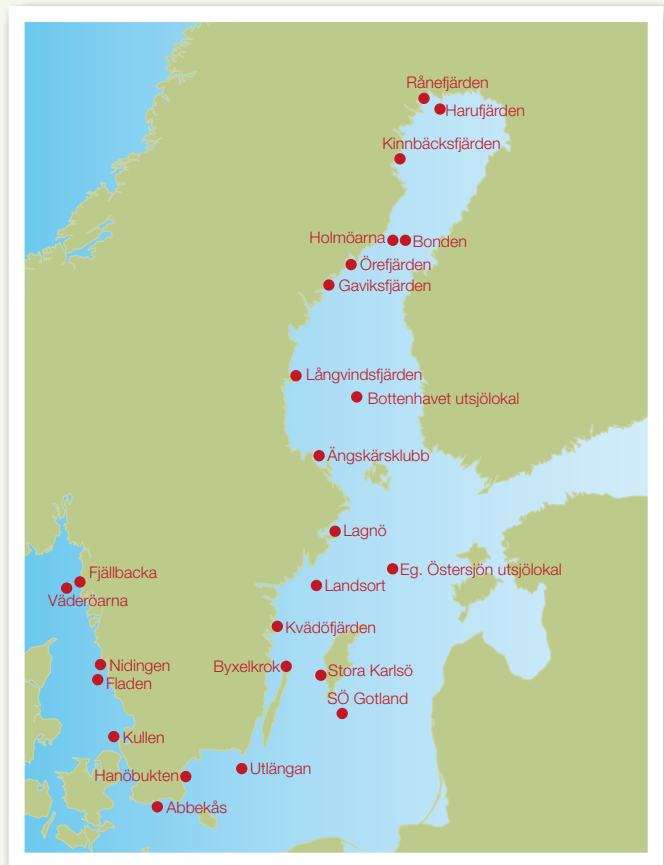 Rånefjärden
Harufjärden
Kinnbäcksfjärden
Holmöarna
Bonden
Örefjärden
Gaviksfjärden
Långvindsfjärden
Bottenhavet utsjölokal
Ängskärsklubb
Lagnö
Eg. Östersjön utsjölokal
Fjällbacka
Landsort
Väderöarna
Kvädöfjärden
Nidingen
Byxelkrok
Stora Karlsö
Fladen
SÖ Gotland
Kullen
Utlängan
Hanöbukten
Abbekås